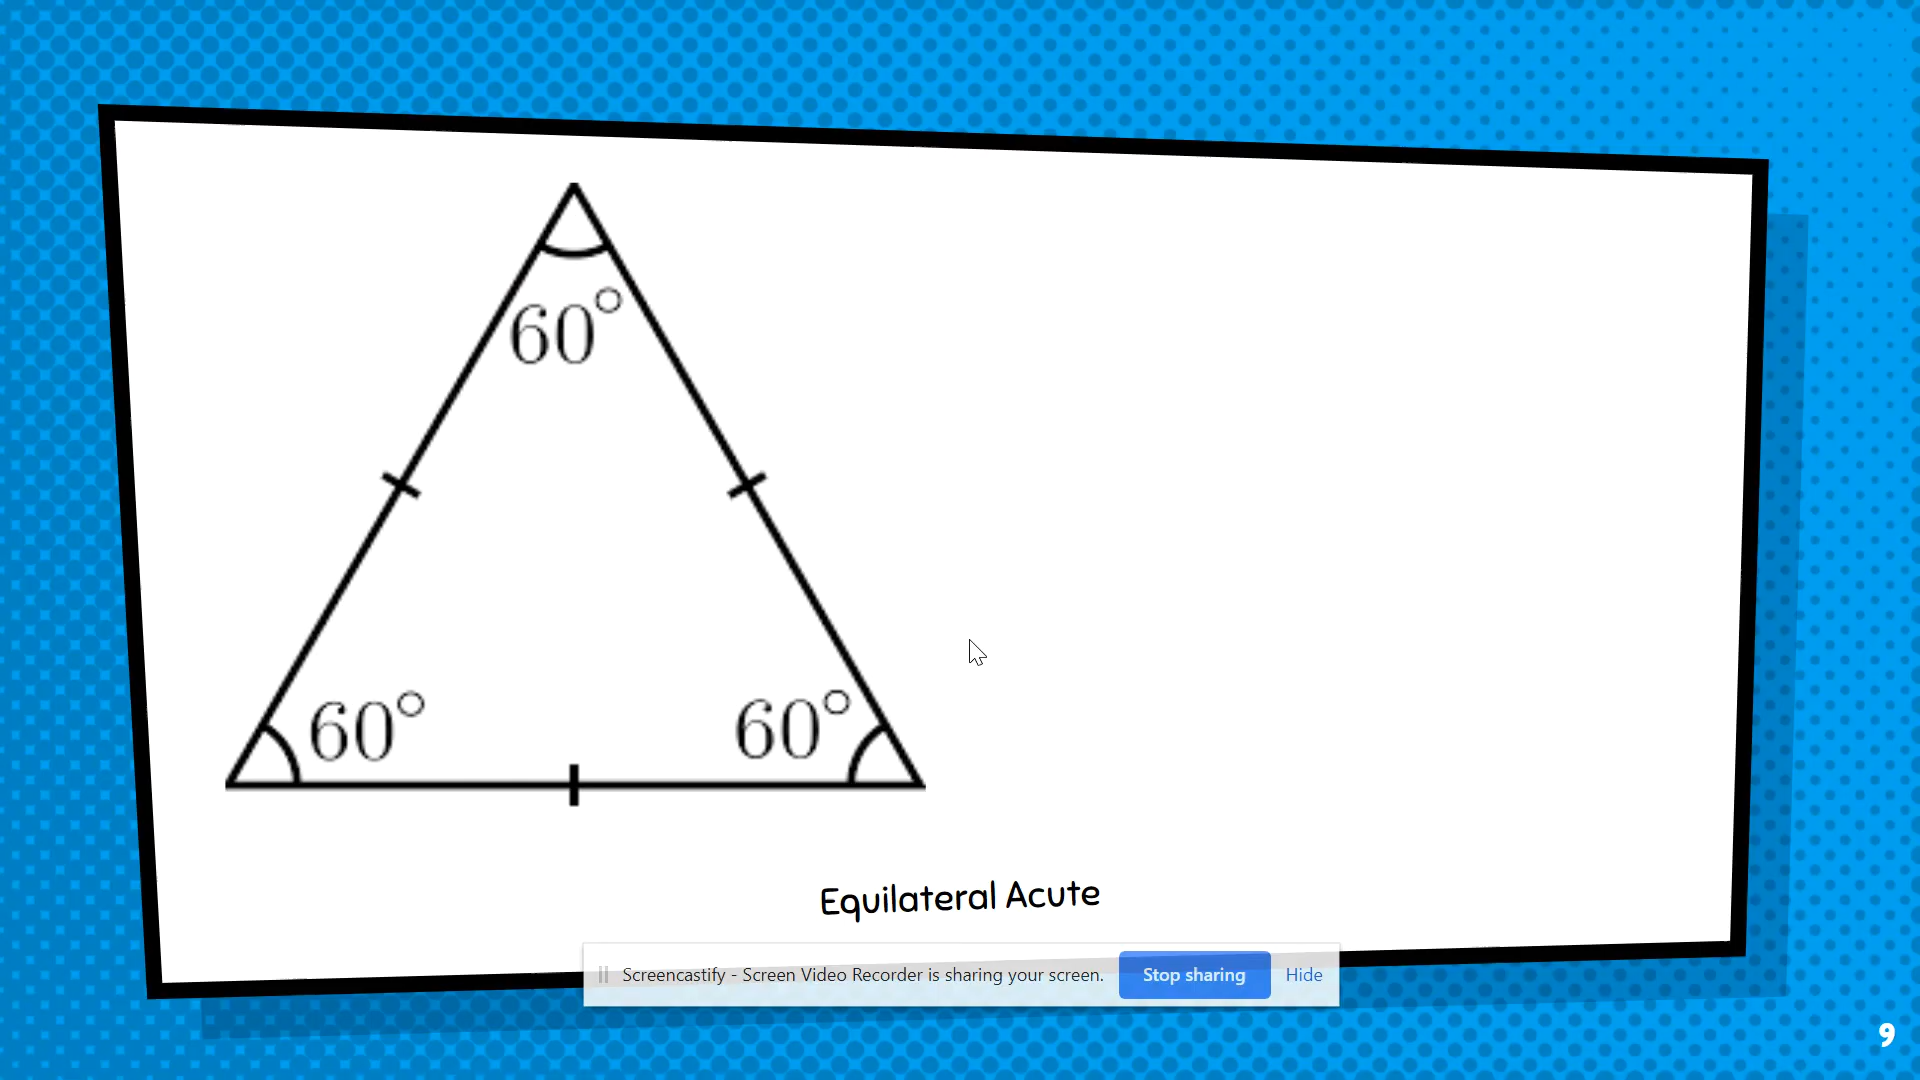 60°
60°
60°
Equilateral Acute
Screencastify - Screen Video Recorder is sharing your screen.
Stop sharing
Hide
9